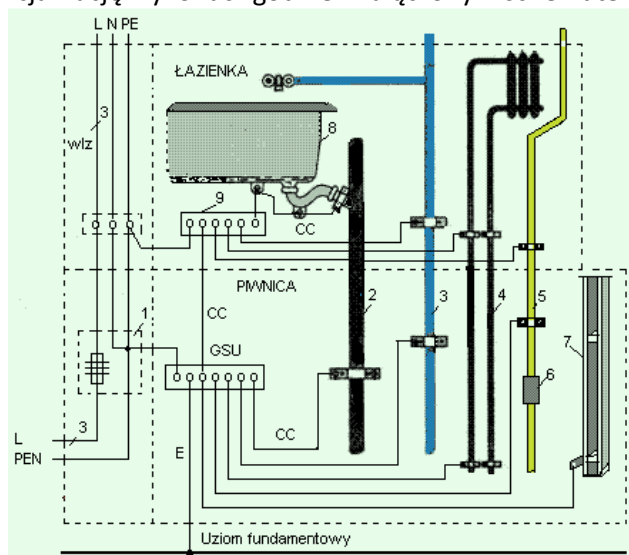 L N PE
ŁAZIENKA
3
wlz
8
9
CC
PIWNICA
1
CC
2
3
4
5
GSU
7
6
L
3
CC
PEN
E
Uziom fundamentowy